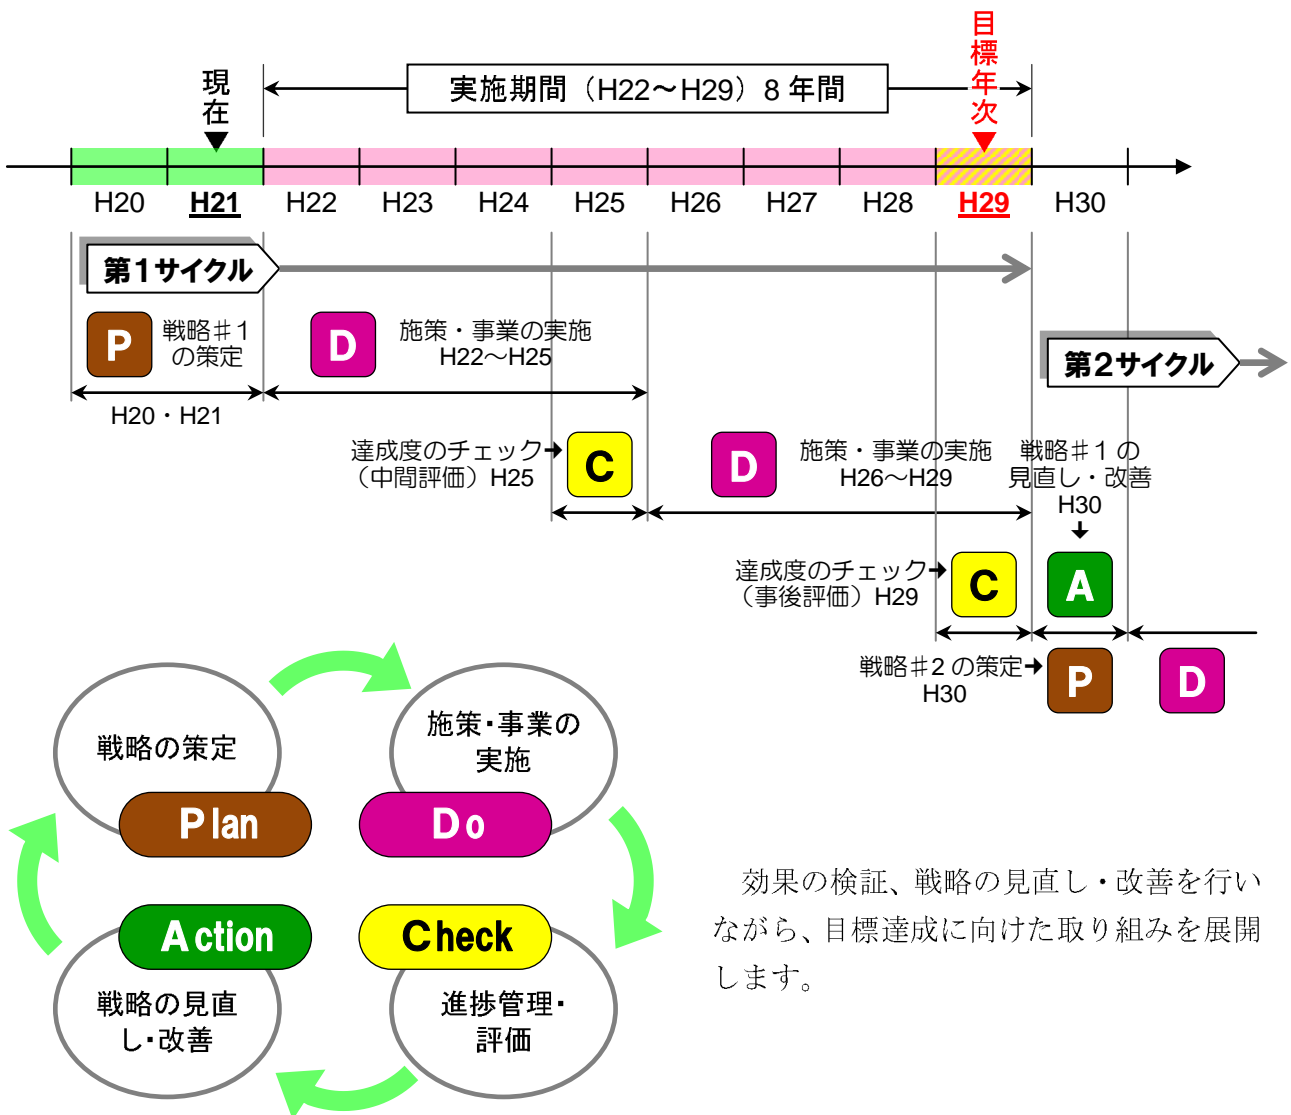 目標年次
現在
実施期間（H22～H29）8 年間
H20 H21 H22 H23 H24 H25 H26 H27 H28 H29 H30
第1サイクル
P
戦略＃1
の策定
H20・H21
D
施策・事業の実施
H22～H25
第2サイクル
達成度のチェック
（中間評価）H25
C
D
施策・事業の実施
H26～H29
戦略＃1 の
見直し・改善
H30
達成度のチェック
（事後評価）H29
C
A
戦略＃2 の策定
H30
P
D
戦略の策定
Plan
施策・事業の
実施
Do
Action
戦略の見直
し・改善
Check
進捗管理・
評価
効果の検証、戦略の見直し・改善を行い
ながら、目標達成に向けた取り組みを展開
します。